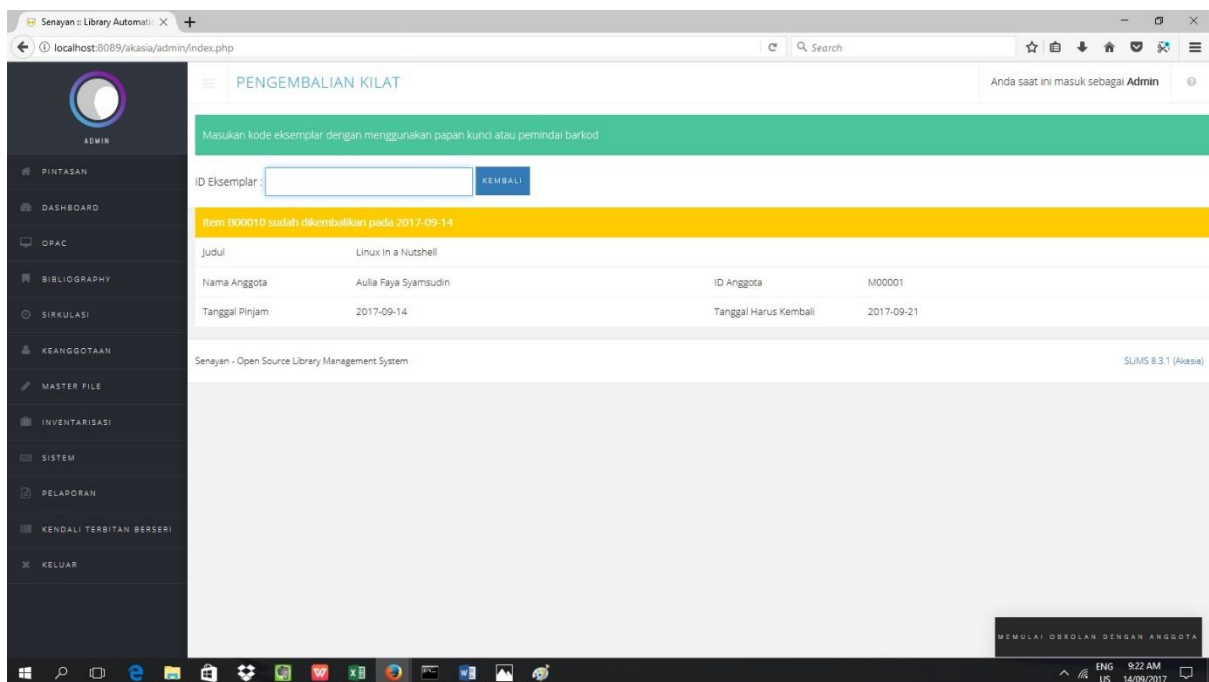 Senayan :: Library Automatic
localhost:8089/akasia/admin/index.php
Search
ADMIN
PINTASAN
DASHBOARD
OPAC
BIBLIOGRAPHY
SIRKULASI
KEANGGOTAAN
MASTER FILE
INVENTARISASI
SISTEM
PELAPORAN
KENDALI TERBITAN BERSERI
KELUAR
PENGEMBALIAN KILAT
Anda saat ini masuk sebagai Admin
Masukan kode eksemplar dengan menggunakan papan kunci atau pemindai barkod
ID Eksemplar :
KEMBALI
Item B00010 sudah dikembalikan pada 2017-09-14
Judul Linux In a Nutshell
Nama Anggota Aulia Faya Syamsudin ID Anggota M00001
Tanggal Pinjam 2017-09-14 Tanggal Harus Kembali 2017-09-21
Senayan - Open Source Library Management System SLiMS 8.3.1 (Akasia)
MEMULAI OBROLAN DENGAN ANGGOTA
ENG 9:22 AM
US 14/09/2017